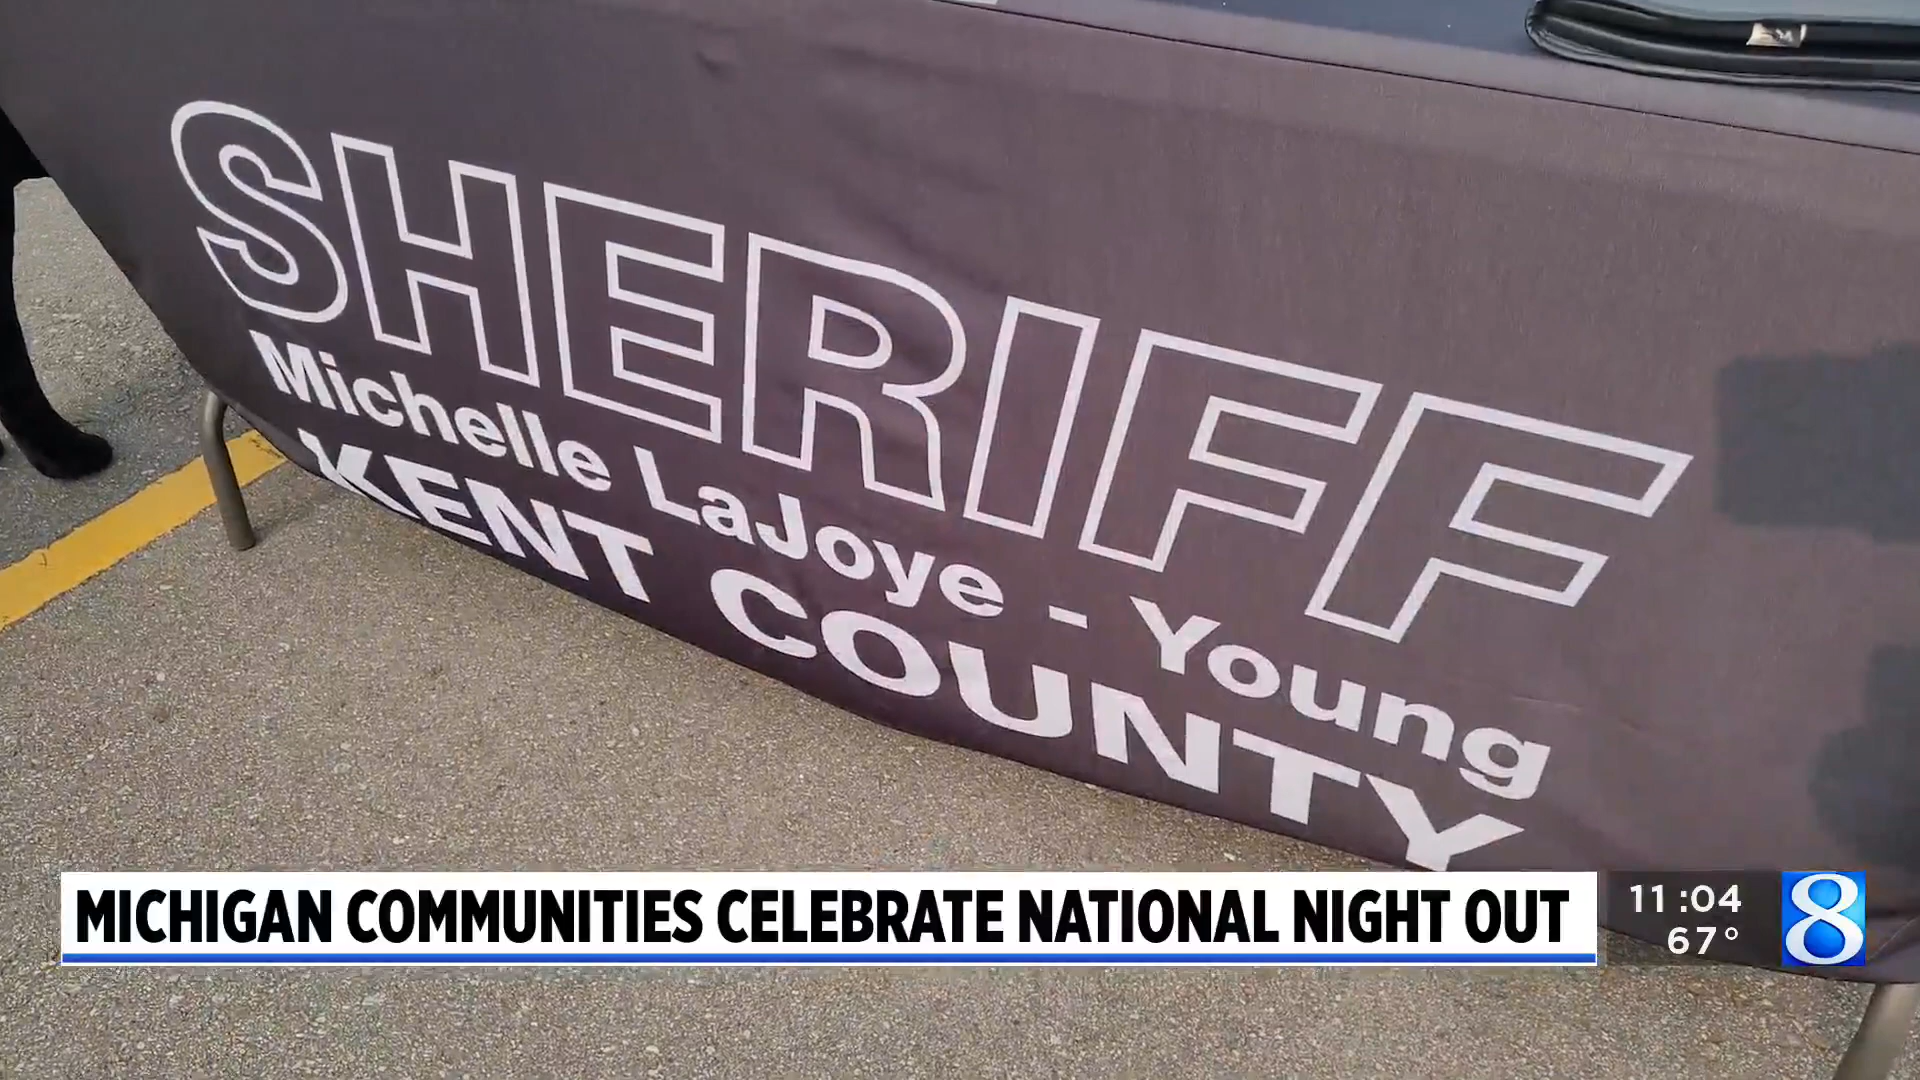 SHERIFF
Michelle LaJoye - Young
KENT COUNTY
MICHIGAN COMMUNITIES CELEBRATE NATIONAL NIGHT OUT
11:04
67°
8